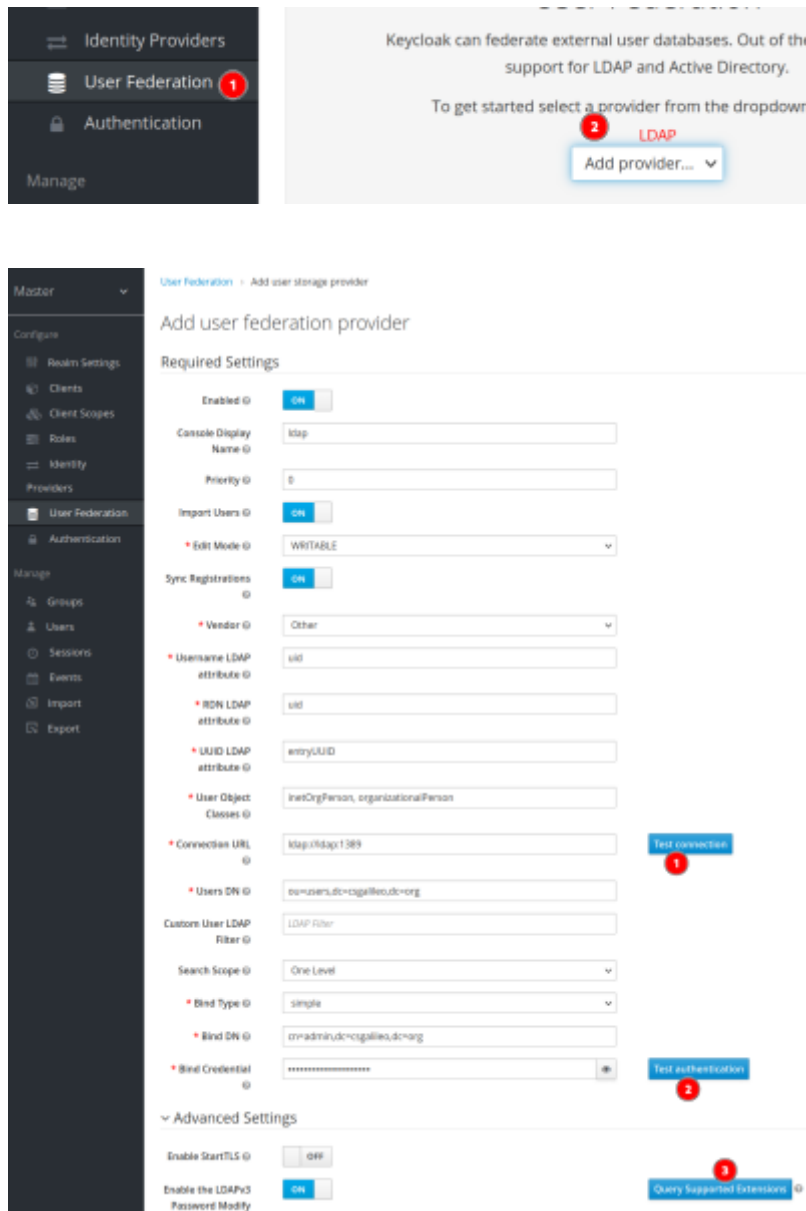 Identity Providers
User Federation 1
Authentication
Manage
Keycloak can federate external user databases. Out of the
support for LDAP and Active Directory.
To get started select a provider from the dropdown
2
LDAP
Add provider...
Master
Configure
Realm Settings
Clients
Client Scopes
Roles
Identity
Providers
User Federation
Authentication
Manage
Groups
Users
Sessions
Events
Import
Export
User Federation > Add user storage provider
Add user federation provider
Required Settings
Enabled ON
Console Display
Name
ldap
Priority 0
Import Users ON
* Edit Mode WRITABLE
Sync Registrations ON
* Vendor Other
* Username LDAP
attribute
uid
* RDN LDAP
attribute
uid
* UUID LDAP
attribute
entryUUID
* User Object
Classes
inetOrgPerson, organizationalPerson
* Connection URL ldap://ldap:1389 Test connection
1
* Users DN ou=users,dc=csgalileo,dc=org
Custom User LDAP
Filter
LDAP Filter
Search Scope One Level
* Bind Type simple
* Bind DN cn=admin,dc=csgalileo,dc=org
* Bind Credential Test authentication
2
Advanced Settings
Enable StartTLS OFF
3
Enable the LDAPv3 ON Query Supported Extensions
Password Modify